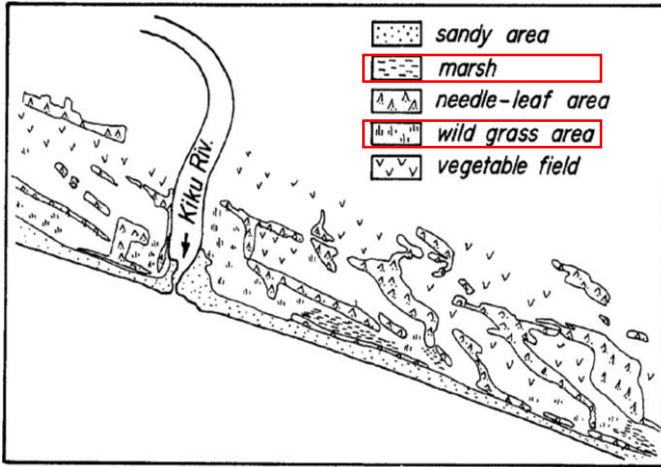 sandy area
marsh
needle-leaf area
wild grass area
vegetable field
Kiku Riv.